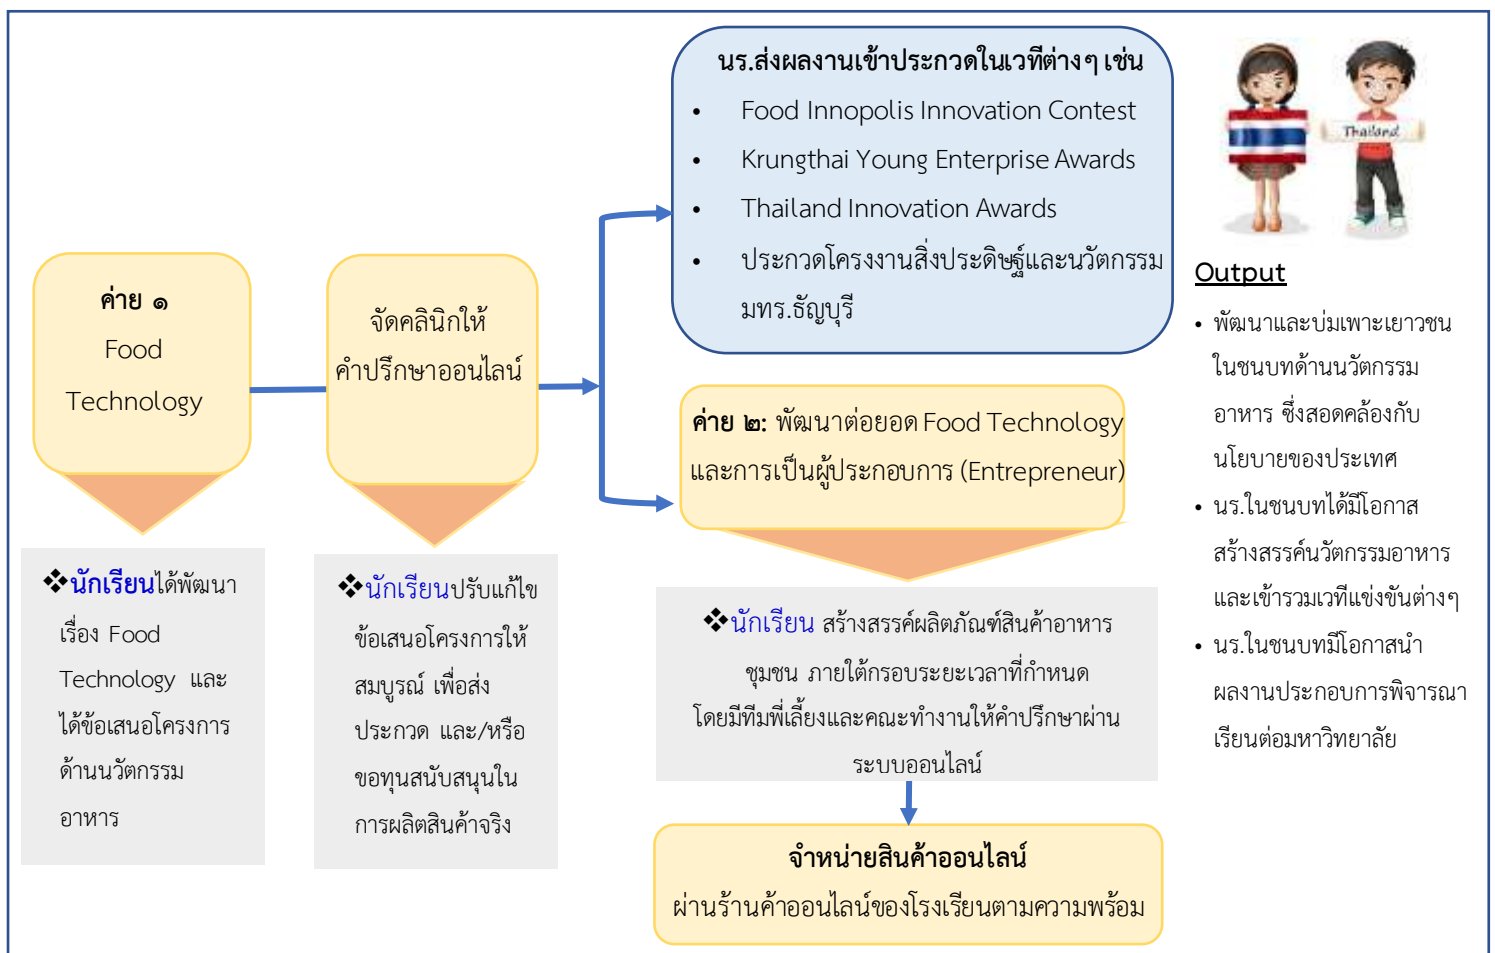 ค่าย ๑
Food
Technology
❖นักเรียนได้พัฒนา
เรื่อง Food
Technology และ
ได้ข้อเสนอโครงการ
ด้านนวัตกรรม
อาหาร
จัดคลินิกให้
คำปรึกษาออนไลน์
❖นักเรียนปรับแก้ไข
ข้อเสนอโครงการให้
สมบูรณ์ เพื่อส่ง
ประกวด และ/หรือ
ขอทุนสนับสนุนใน
การผลิตสินค้าจริง
นร.ส่งผลงานเข้าประกวดในเวทีต่างๆ เช่น
• Food Innopolis Innovation Contest
• Krungthai Young Enterprise Awards
• Thailand Innovation Awards
• ประกวดโครงงานสิ่งประดิษฐ์และนวัตกรรม
มทร.ธัญบุรี
ค่าย ๒: พัฒนาต่อยอด Food Technology
และการเป็นผู้ประกอบการ (Entrepreneur)
❖นักเรียน สร้างสรรค์ผลิตภัณฑ์สินค้าอาหาร
ชุมชน ภายใต้กรอบระยะเวลาที่กำหนด
โดยมีทีมพี่เลี้ยงและคณะทำงานให้คำปรึกษาผ่าน
ระบบออนไลน์
จำหน่ายสินค้าออนไลน์
ผ่านร้านค้าออนไลน์ของโรงเรียนตามความพร้อม
Thailand
Output
• พัฒนาและบ่มเพาะเยาวชน
ในชนบทด้านนวัตกรรม
อาหาร ซึ่งสอดคล้องกับ
นโยบายของประเทศ
• นร.ในชนบทได้มีโอกาส
สร้างสรรค์นวัตกรรมอาหาร
และเข้ารวมเวทีแข่งขันต่างๆ
• นร.ในชนบทมีโอกาสนำ
ผลงานประกอบการพิจารณา
เรียนต่อมหาวิทยาลัย